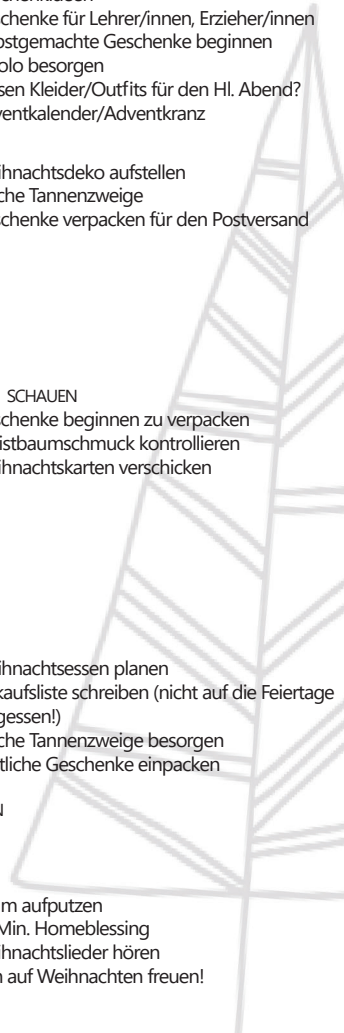 chenke für Lehrer/innen, Erzieher/innen
ostgemachte Geschenke beginnen
olo besorgen
sen Kleider/Outfits für den Hl. Abend?
entkalender/Adventkranz
ihnachtsdeko aufstellen
che Tannenzweige
schenke verpacken für den Postversand
SCHAUEN
schenke beginnen zu verpacken
istbaumschmuck kontrollieren
ihnachtskarten verschicken
ihnachtsessen planen
kaufsliste schreiben (nicht auf die Feiertage
gessen!)
che Tannenzweige besorgen
tliche Geschenke einpacken
m aufputzen
Min. Homeblessing
ihnachtslieder hören
n auf Weihnachten freuen!